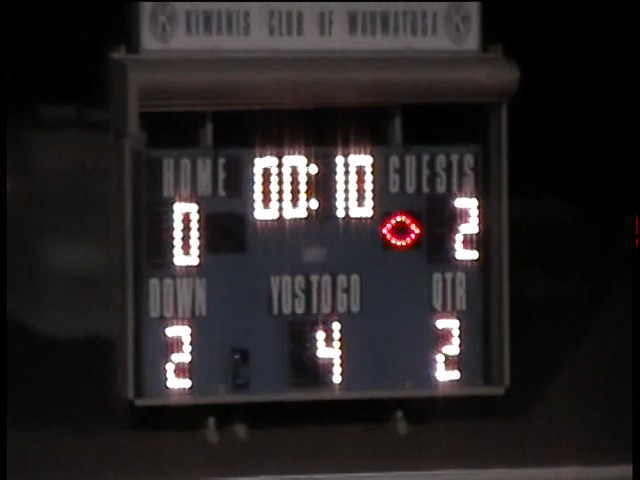 KIWANIS CLUB OF WAUWATOSA
HOME 00:10 GUESTS
0 2
DOWN YDS TO GO QTR
2 4 2